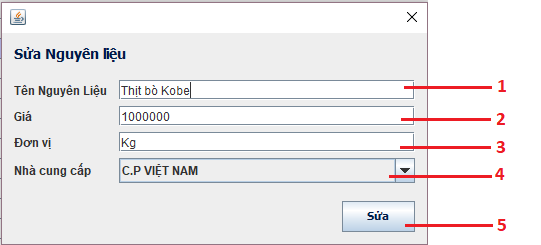 Sửa Nguyên liệu
Tên Nguyên Liệu Thịt bò Kobe 1
Giá 1000000 2
Đơn vị Kg 3
Nhà cung cấp C.P VIỆT NAM 4
Sửa 5